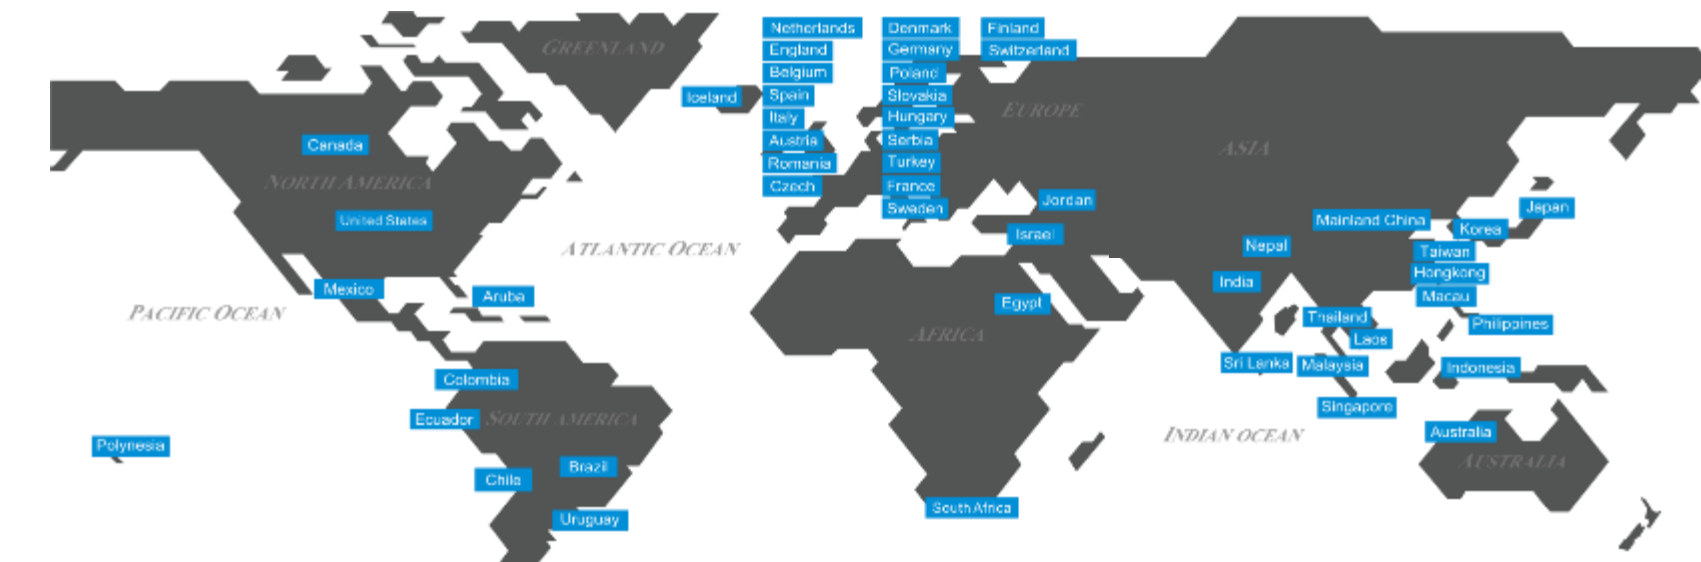 Netherlands
Denmark
Finland
GREENLAND
England
Germany
Switzerland
Belgium
Poland
Iceland
Spain
Slovakia
EUROPE
Italy
Hungary
Canada
Austria
Serbia
ASIA
Romania
Turkey
NORTH AMERICA
Czech
France
Jordan
Sweden
Japan
United States
Mainland China
Korea
Israel
ATLANTIC OCEAN
Nepal
Taiwan
Hongkong
India
Mexico
Aruba
Egypt
Macau
PACIFIC OCEAN
Thailand
Philippines
AFRICA
Laos
Sri Lanka
Malaysia
Indonesia
Colombia
Singapore
Ecuador
SOUTH AMERICA
INDIAN OCEAN
Australia
Polynesia
AUSTRALIA
Brazil
Chile
South Africa
Uruguay